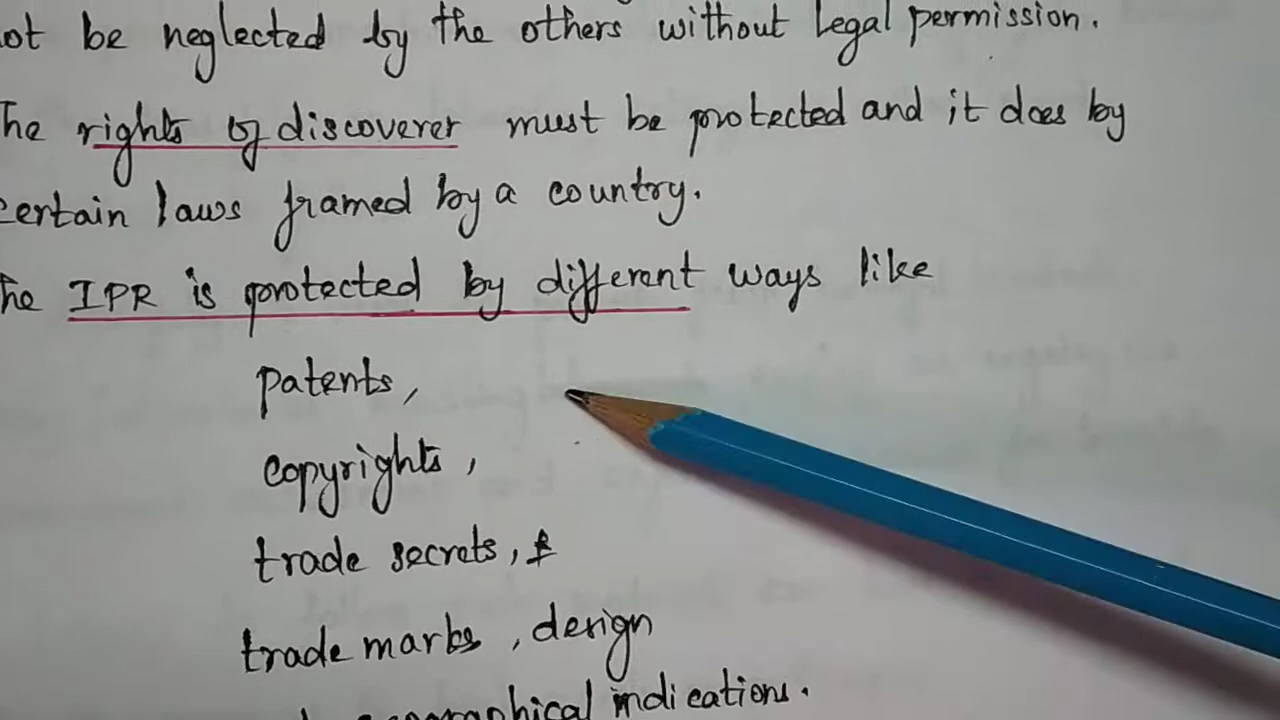 not be neglected by the others without legal permission.
The rights of discoverer must be protected and it does by
certain laws framed by a country.
The IPR is protected by different ways like
patents,
copyrights,
trade secrets, &
trade marks, design
geographical indications.